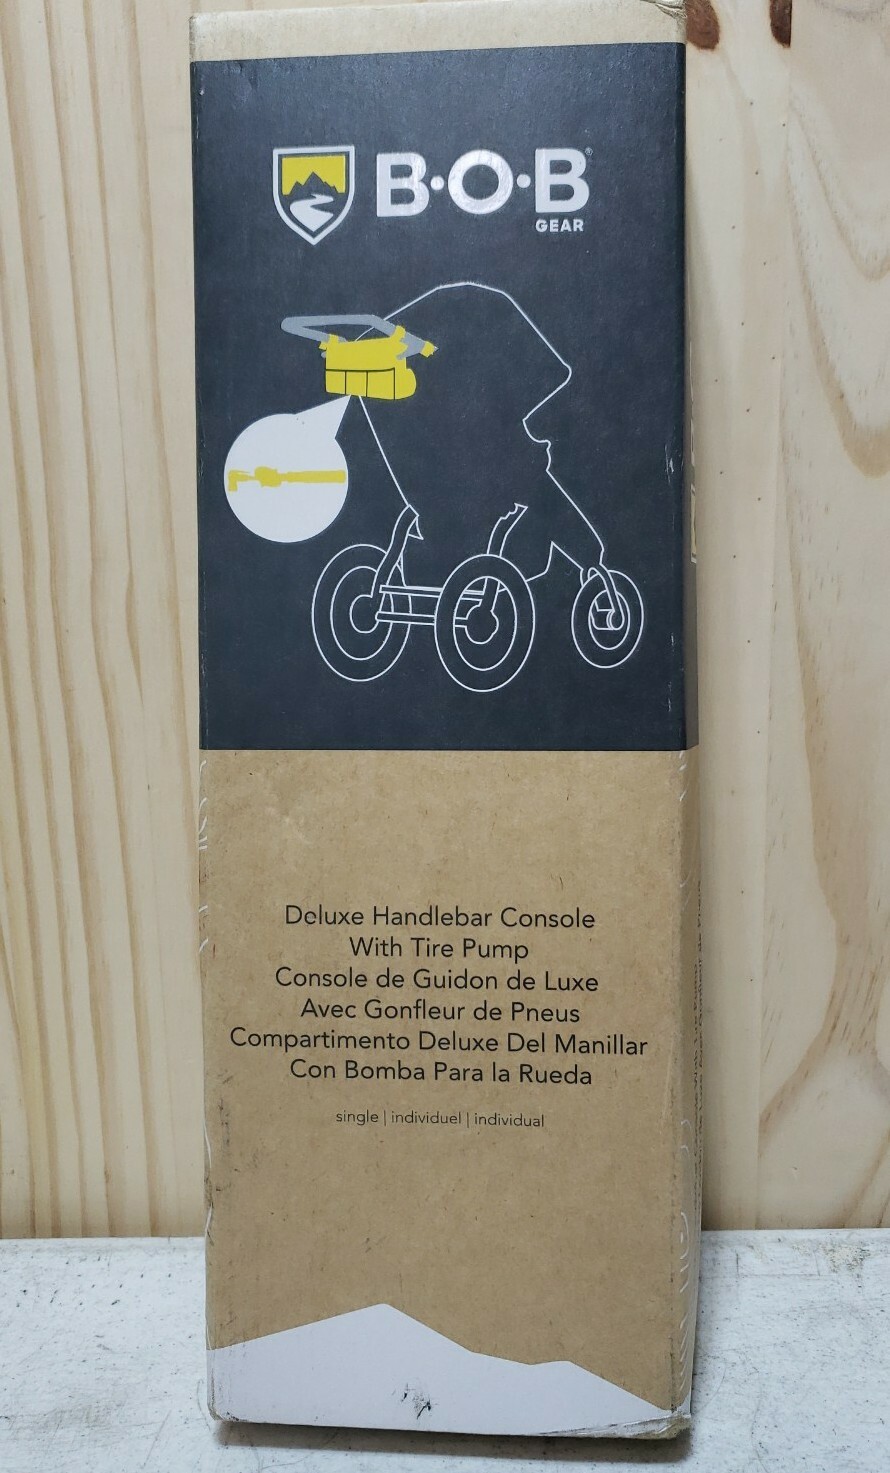 B·O·B®
GEAR
Deluxe Handlebar Console
With Tire Pump
Console de Guidon de Luxe
Avec Gonfleur de Pneus
Compartimento Deluxe Del Manillar
Con Bomba Para la Rueda
single | individuel | individual